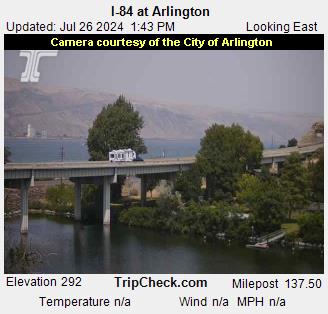 I-84 at Arlington
Updated: Jul 26 2024 1:43 PM Looking East
Camera courtesy of the City of Arlington
Elevation 292 TripCheck.com Milepost 137.50
Temperature n/a Wind n/a MPH n/a